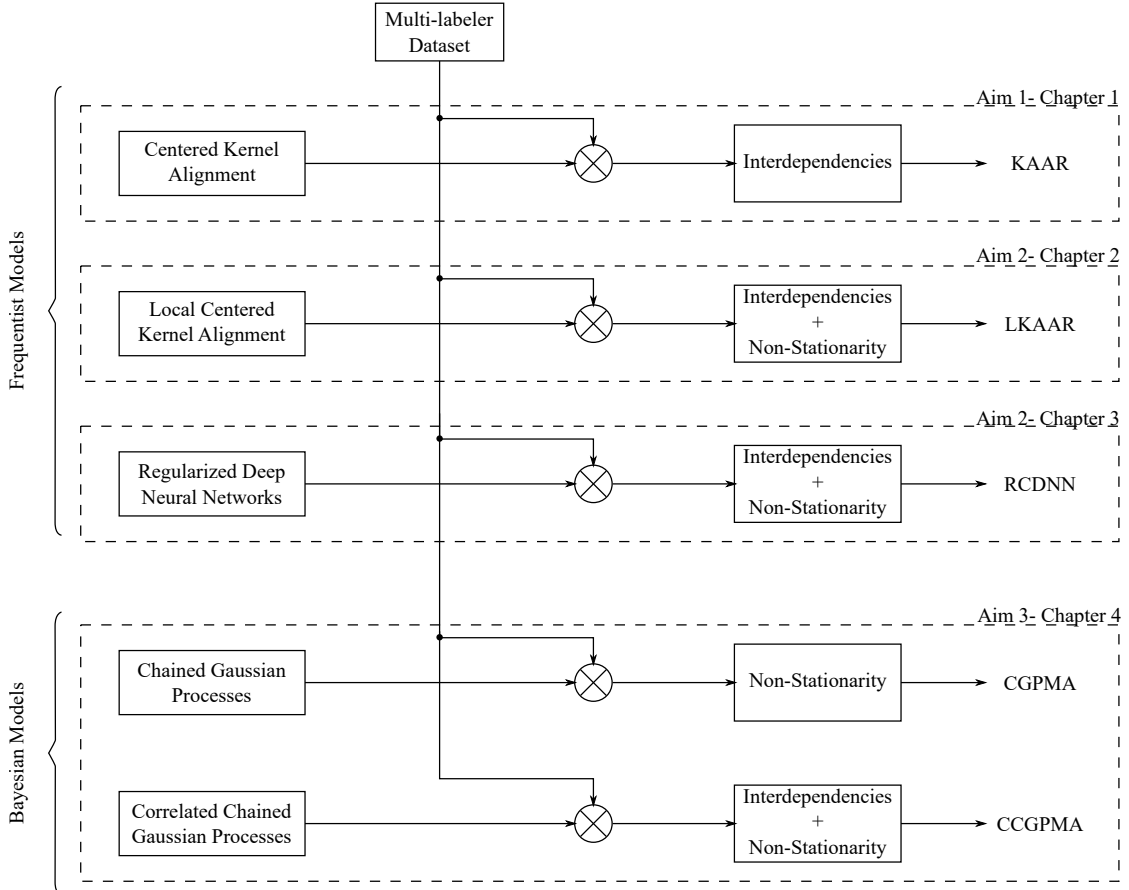 Multi-labeler
Dataset
Frequentist Models
Aim 1- Chapter 1
Centered Kernel
Alignment
Interdependencies
KAAR
Aim 2- Chapter 2
Local Centered
Kernel Alignment
Interdependencies
+
Non-Stationarity
LKAAR
Aim 2- Chapter 3
Regularized Deep
Neural Networks
Interdependencies
+
Non-Stationarity
RCDNN
Bayesian Models
Aim 3- Chapter 4
Chained Gaussian
Processes
Non-Stationarity
CGPMA
Correlated Chained
Gaussian Processes
Interdependencies
+
Non-Stationarity
CCGPMA